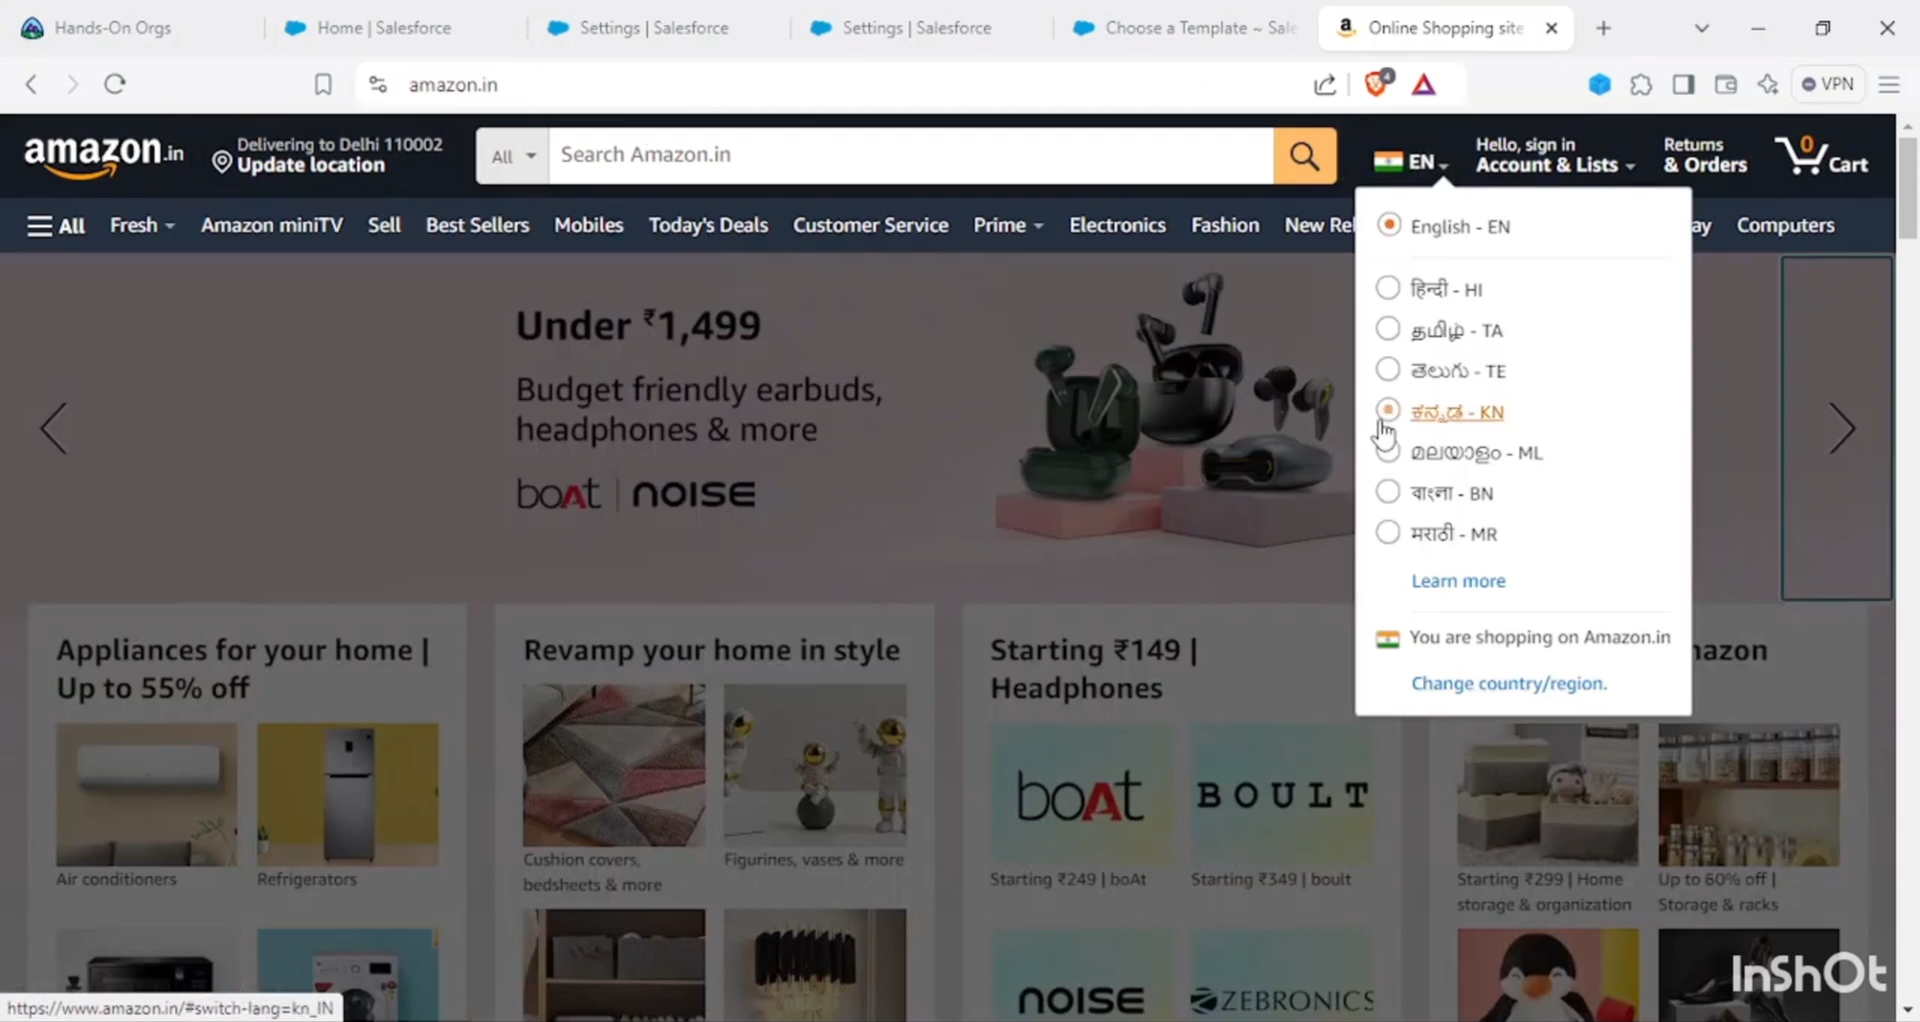 Hands-On Orgs
Home | Salesforce
Settings | Salesforce
Settings | Salesforce
Choose a Template ~ Sale
Online Shopping site
amazon.in
4
VPN
amazon.in
Delivering to Delhi 110002
Update location
All
Search Amazon.in
EN
Hello, sign in
Account & Lists
Returns
& Orders
0
Cart
All
Fresh
Amazon miniTV
Sell
Best Sellers
Mobiles
Today's Deals
Customer Service
Prime
Electronics
Fashion
New Rel
ay
Computers
English - EN
हिन्दी - HI
தமிழ் - TA
తెలుగు - TE
ಕನ್ನಡ - KN
മലയാളം - ML
বাংলা - BN
मराठी - MR
Learn more
You are shopping on Amazon.in
Change country/region.
Under ₹1,499
Budget friendly earbuds,
headphones & more
boAt | NOISE
Appliances for your home |
Up to 55% off
Air conditioners
Refrigerators
Revamp your home in style
Cushion covers,
bedsheets & more
Figurines, vases & more
Starting ₹149 |
Headphones
boAt
BOULT
Starting ₹249 | boAt
Starting ₹349 | boult
NOISE
ZEBRONICS
mazon
Starting ₹299 | Home
storage & organization
Up to 60% off |
Storage & racks
https://www.amazon.in/#switch-lang=kn_IN
InShOt